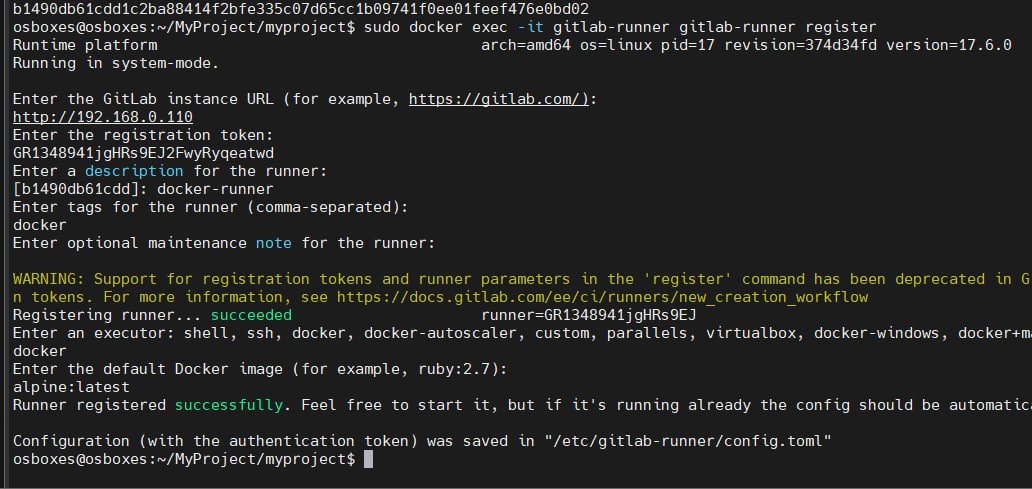 b1490db61cdd1c2ba88414f2bfe335c07d65cc1b09741f0ee01feef476e0bd02
osboxes@osboxes:~/MyProject/myproject$ sudo docker exec -it gitlab-runner gitlab-runner register
Runtime platform                                    arch=amd64 os=linux pid=17 revision=374d34fd version=17.6.0
Running in system-mode.
Enter the GitLab instance URL (for example, https://gitlab.com/):
http://192.168.0.110
Enter the registration token:
GR1348941jgHRs9EJ2FwyRyqeatwd
Enter a description for the runner:
[b1490db61cdd]: docker-runner
Enter tags for the runner (comma-separated):
docker
Enter optional maintenance note for the runner:
WARNING: Support for registration tokens and runner parameters in the 'register' command has been deprecated in G
n tokens. For more information, see https://docs.gitlab.com/ee/ci/runners/new_creation_workflow
Registering runner... succeeded                     runner=GR1348941jgHRs9EJ
Enter an executor: shell, ssh, docker, docker-autoscaler, custom, parallels, virtualbox, docker-windows, docker+ma
docker
Enter the default Docker image (for example, ruby:2.7):
alpine:latest
Runner registered successfully. Feel free to start it, but if it's running already the config should be automatica
Configuration (with the authentication token) was saved in "/etc/gitlab-runner/config.toml"
osboxes@osboxes:~/MyProject/myproject$